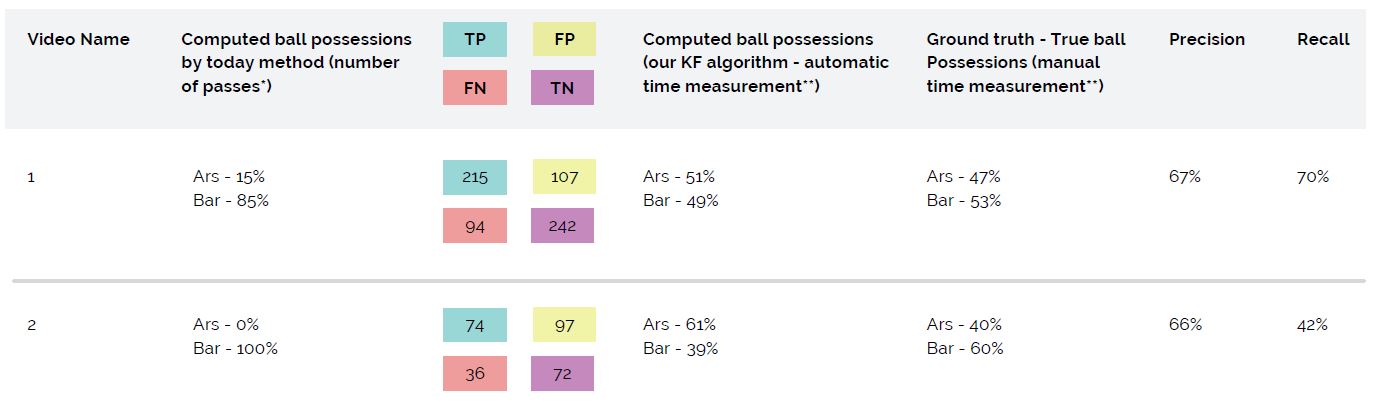 Video Name
Computed ball possessions
by today method (number
of passes*)
TP
FP
FN
TN
Computed ball possessions
(our KF algorithm - automatic
time measurement**)
Ground truth - True ball
Possessions (manual
time measurement**)
Precision
Recall
1
Ars - 15%
Bar - 85%
215
107
94
242
Ars - 51%
Bar - 49%
Ars - 47%
Bar - 53%
67%
70%
2
Ars - 0%
Bar - 100%
74
97
36
72
Ars - 61%
Bar - 39%
Ars - 40%
Bar - 60%
66%
42%